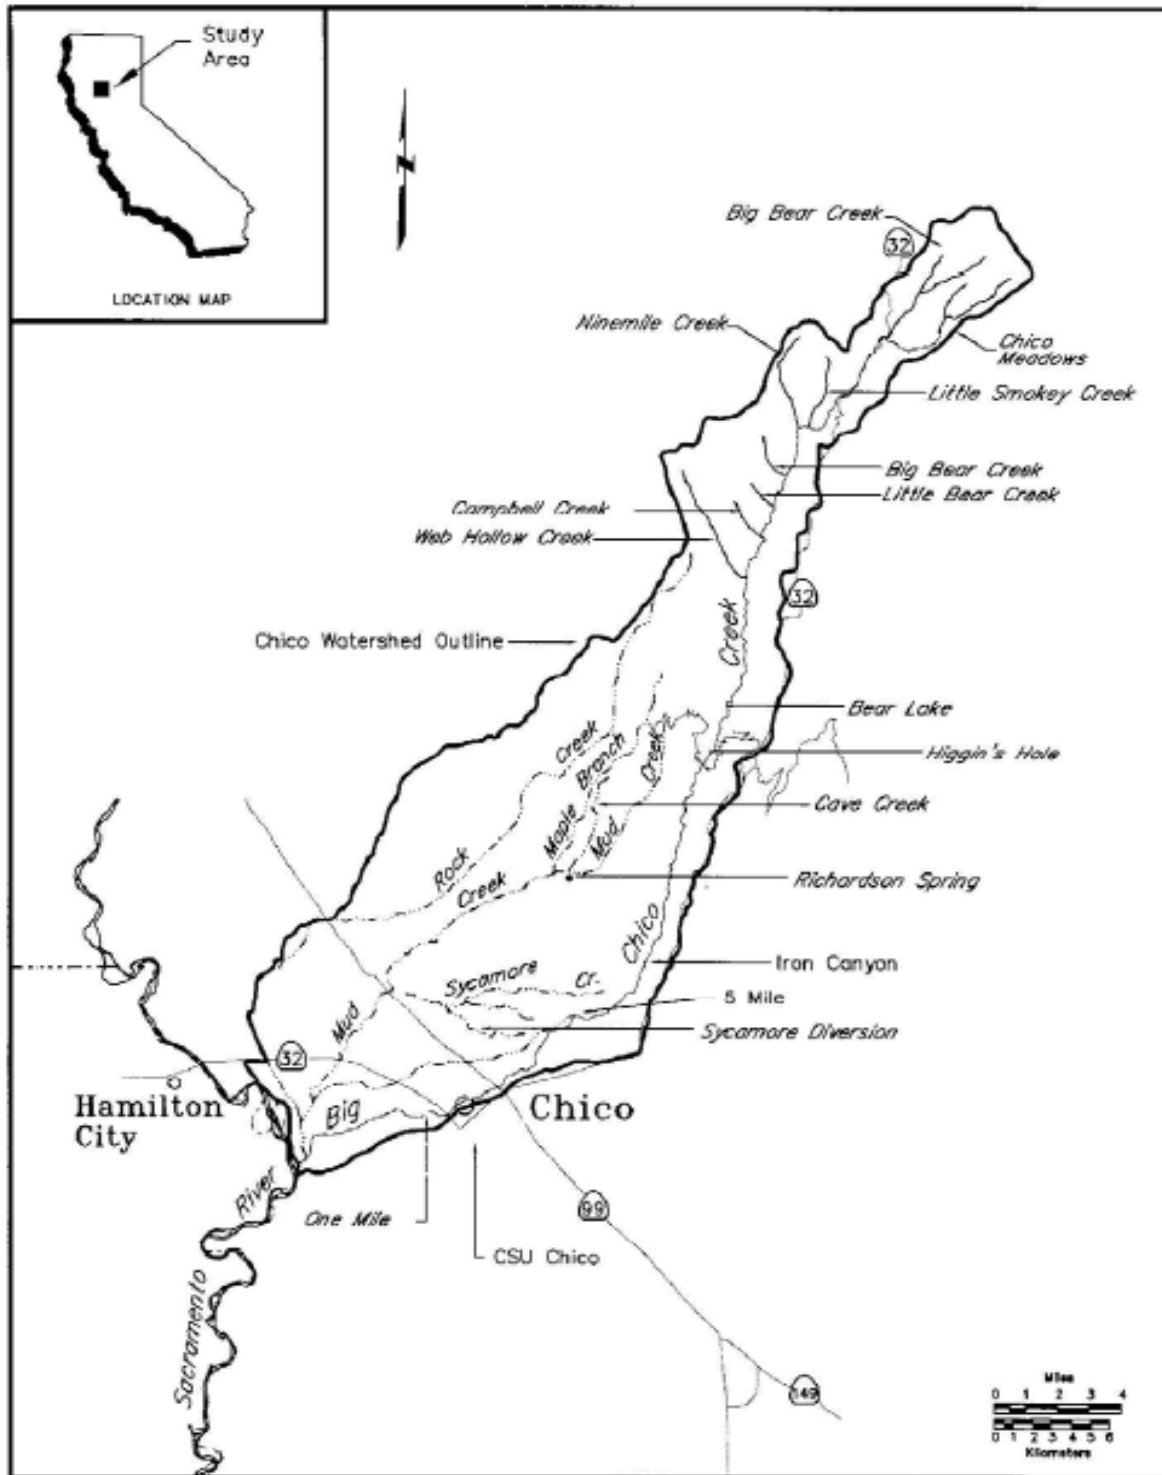 Study
Area
LOCATION MAP
N
Big Bear Creek
32
Ninemile Creek
Chico
Meadows
Little Smokey Creek
Big Bear Creek
Little Bear Creek
Campbell Creek
Web Hollow Creek
32
Creek
Chico Watershed Outline
Bear Lake
Higgin's Hole
Creek
Branch
Creek
Cave Creek
Maple
Mud
Rock
Creek
Richardson Spring
Chico
Iron Canyon
Sycamore
Cr.
5 Mile
Sycamore Diversion
Mud
32
Hamilton
City
Big
Chico
River
One Mile
99
CSU Chico
Sacramento
149
Miles
0 1 2 3 4
0 1 2 3 4 5 6
Kilometers